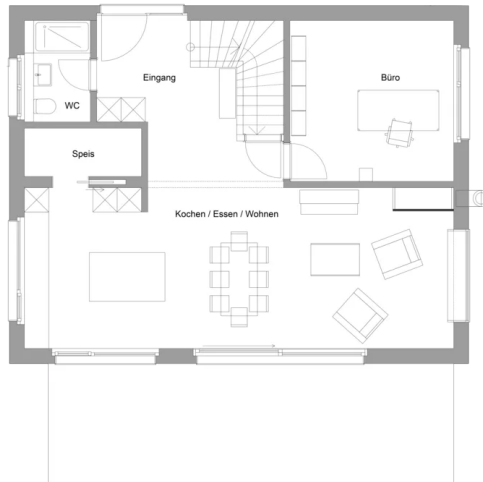 Eingang
Büro
WC
Speis
Kochen / Essen / Wohnen